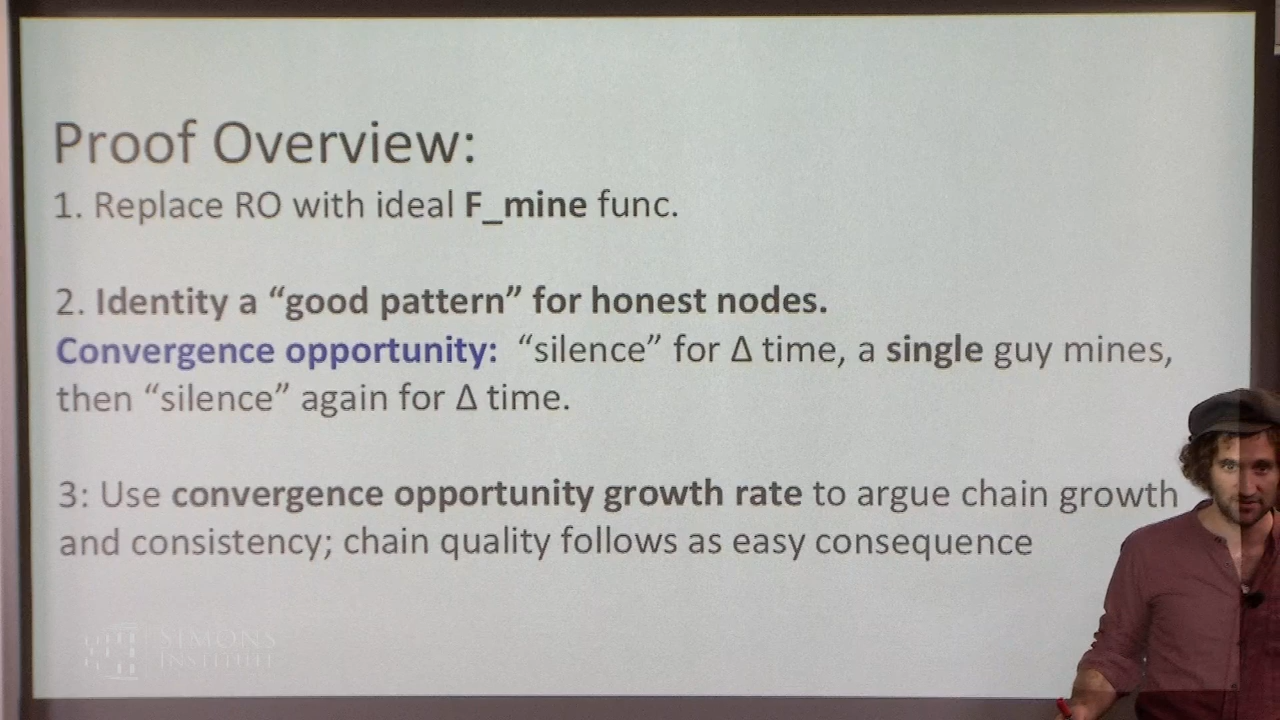 Proof Overview:
1. Replace RO with ideal F_mine func.
2. Identity a “good pattern” for honest nodes.
Convergence opportunity: “silence” for Δ time, a single guy mines,
then “silence” again for Δ time.
3: Use convergence opportunity growth rate to argue chain growth
and consistency; chain quality follows as easy consequence
SIMONS
INSTITUTE